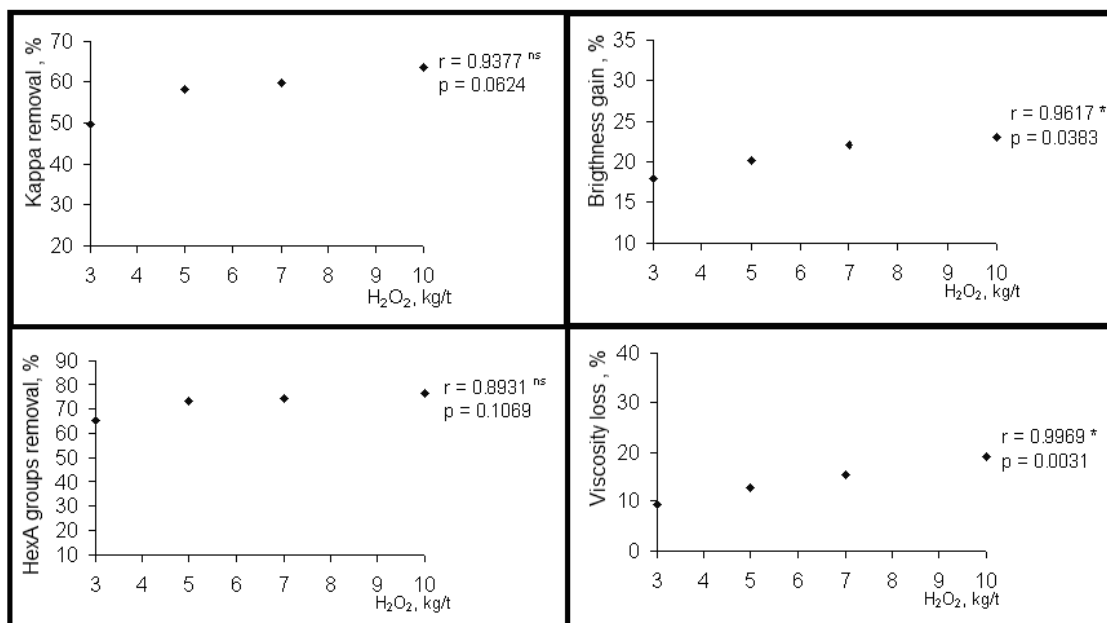 Kappa removal, %
70
60
50
40
30
20
3 4 5 6 7 8 9 10
H₂O₂, kg/t
r = 0.9377 ns
p = 0.0624
Brigthness gain, %
35
30
25
20
15
10
3 4 5 6 7 8 9 10
H₂O₂, kg/t
r = 0.9617 *
p = 0.0383
HexA groups removal, %
90
80
70
60
50
40
30
20
10
3 4 5 6 7 8 9 10
H₂O₂, kg/t
r = 0.8931 ns
p = 0.1069
Viscosity loss , %
40
30
20
10
0
3 4 5 6 7 8 9 10
H₂O₂, kg/t
r = 0.9969 *
p = 0.0031